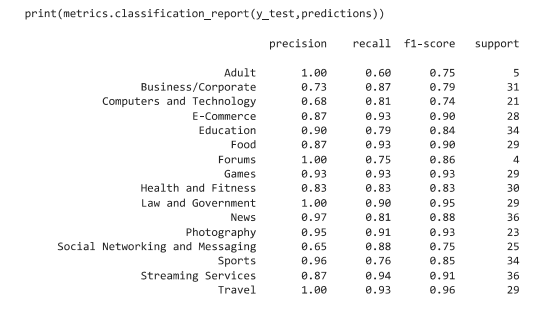 print(metrics.classification_report(y_test,predictions))
precision recall f1-score support
Adult 1.00 0.60 0.75 5
Business/Corporate 0.73 0.87 0.79 31
Computers and Technology 0.68 0.81 0.74 21
E-Commerce 0.87 0.93 0.90 28
Education 0.90 0.79 0.84 34
Food 0.87 0.93 0.90 29
Forums 1.00 0.75 0.86 4
Games 0.93 0.93 0.93 29
Health and Fitness 0.83 0.83 0.83 30
Law and Government 1.00 0.90 0.95 29
News 0.97 0.81 0.88 36
Photography 0.95 0.91 0.93 23
Social Networking and Messaging 0.65 0.88 0.75 25
Sports 0.96 0.76 0.85 34
Streaming Services 0.87 0.94 0.91 36
Travel 1.00 0.93 0.96 29